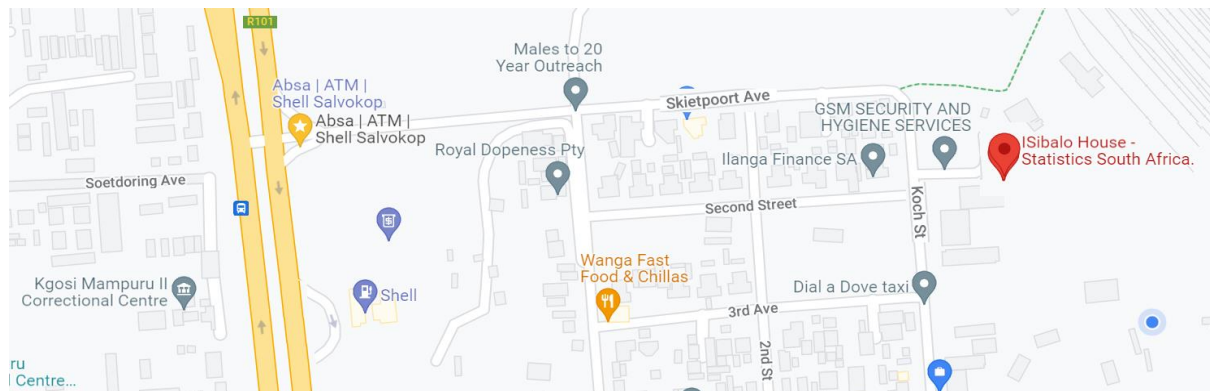 R101
Males to 20
Year Outreach
Absa | ATM |
Shell Salvokop
Absa | ATM |
Shell Salvokop
Skietpoort Ave
GSM SECURITY AND
HYGIENE SERVICES
ISibalo House -
Statistics South Africa.
Royal Dopeness Pty
Ilanga Finance SA
Soetdoring Ave
Second Street
Koch St
Wanga Fast
Food & Chillas
Kgosi Mampuru II
Correctional Centre
Shell
Dial a Dove taxi
3rd Ave
2nd St
ru
Centre...